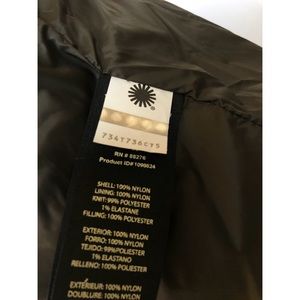 734Y736CY5
RN # 88276
Product ID# 1099624
SHELL: 100% NYLON
LINING: 100% NYLON
KNIT: 99% POLYESTER
1% ELASTANE
FILLING: 100% POLYESTER
EXTERIOR: 100% NYLON
FORRO: 100% NYLON
TEJIDO: 99% POLIESTER
1% ELASTANO
RELLENO: 100% POLIESTER
EXTÉRIEUR: 100% NYLON
DOUBLURE: 100% NYLON